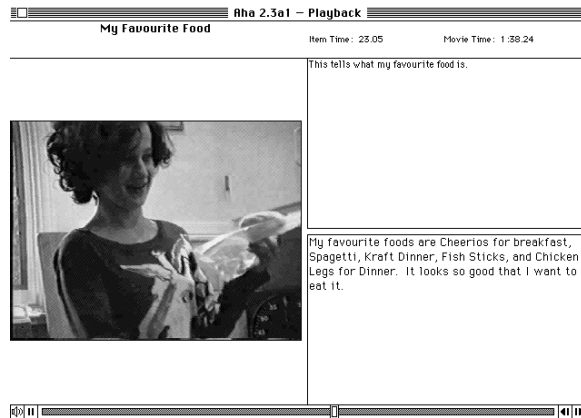 Aha 2.3a1 – Playback
My Favourite Food
Item Time: 23.05 Movie Time: 1:38.24
This tells what my favourite food is.
My favourite foods are Cheerios for breakfast,
Spagetti, Kraft Dinner, Fish Sticks, and Chicken
Legs for Dinner. It looks so good that I want to
eat it.